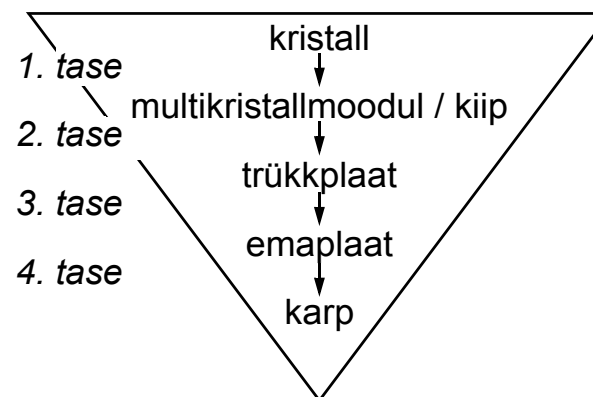 kristall
1. tase
multikristallmoodul / kiip
2. tase
trükkplaat
3. tase
emaplaat
4. tase
karp